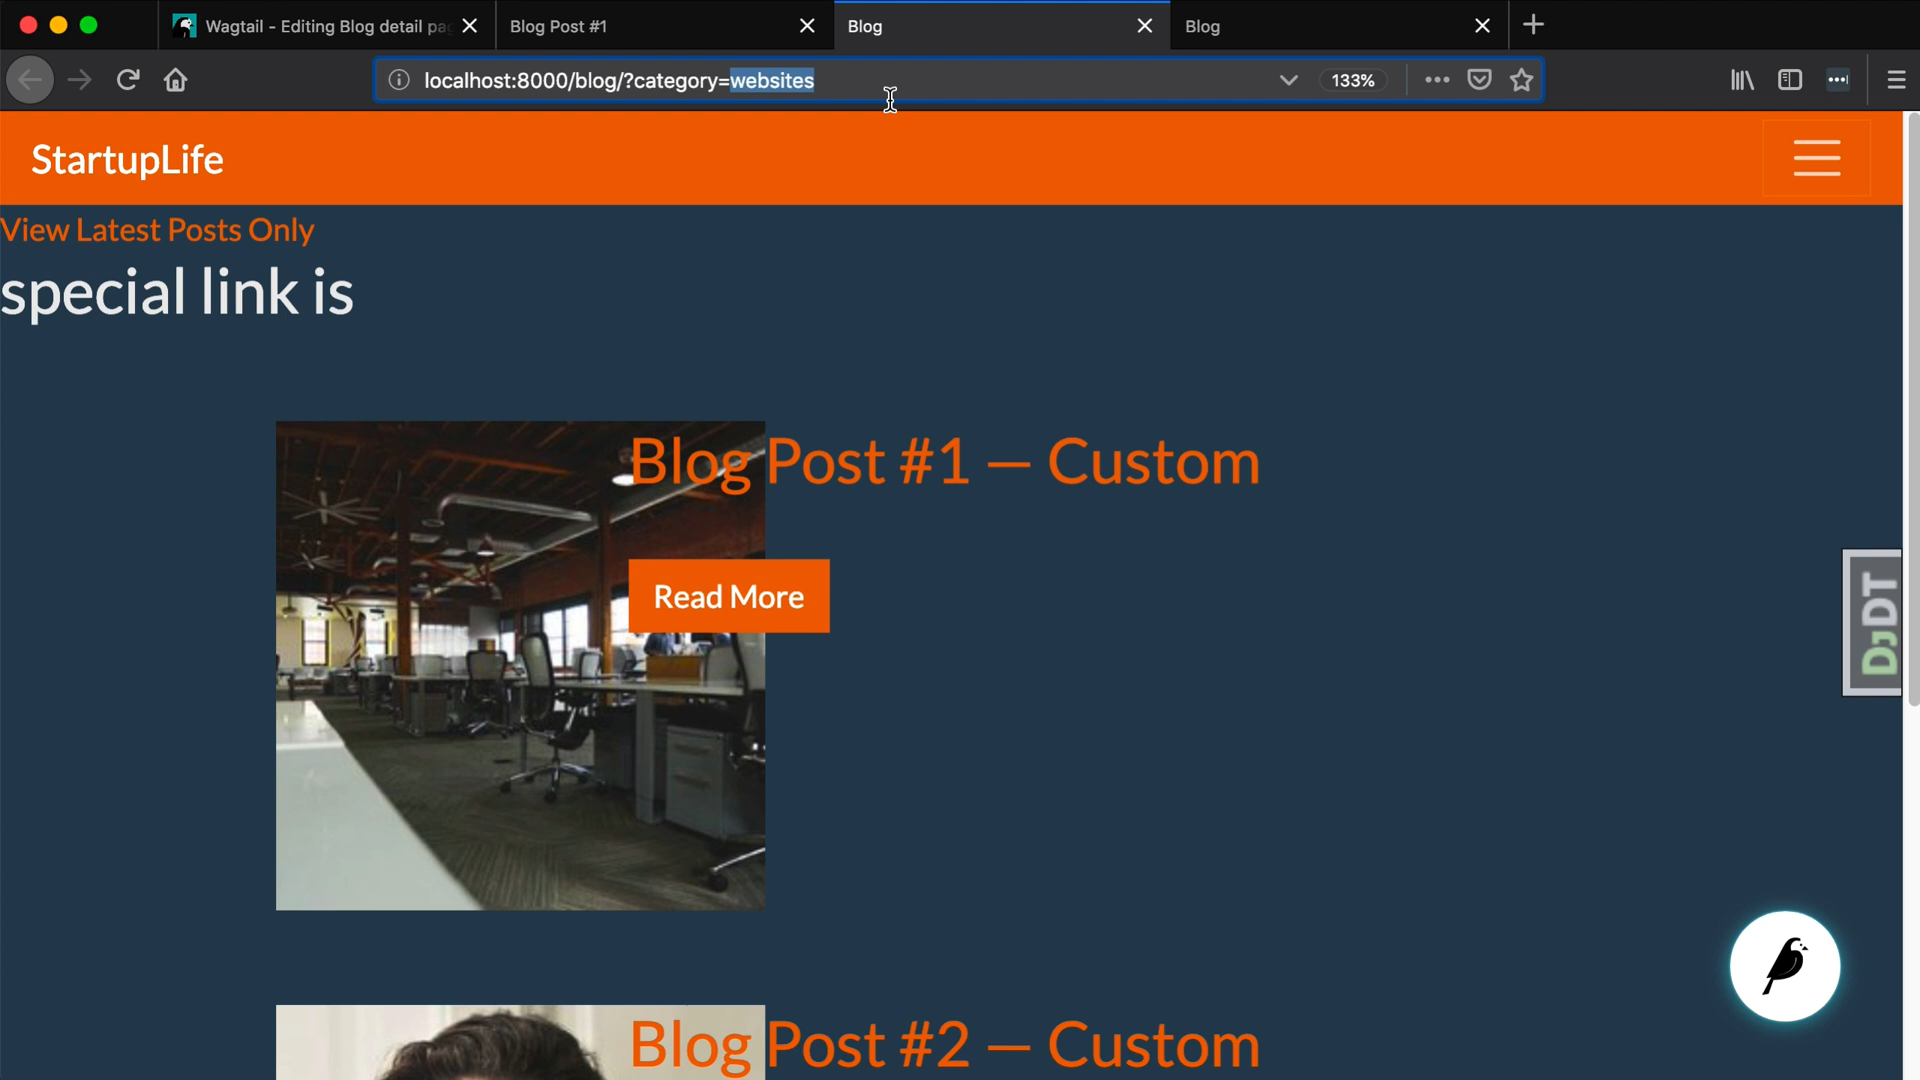 Wagtail - Editing Blog detail pa
Blog Post #1
Blog
Blog
localhost:8000/blog/?category=websites
133%
StartupLife
View Latest Posts Only
special link is
Blog Post #1 — Custom
Read More
DjDT
Blog Post #2 — Custom